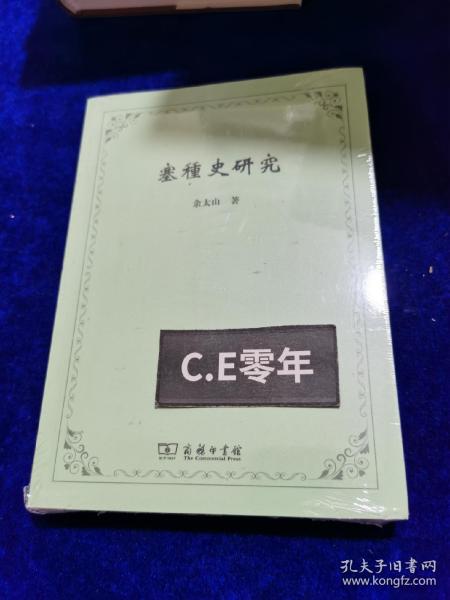 塞種史研究
余太山 著
C.E零年
商務印書館
The Commercial Press
孔夫子旧书网
www.kongfz.com